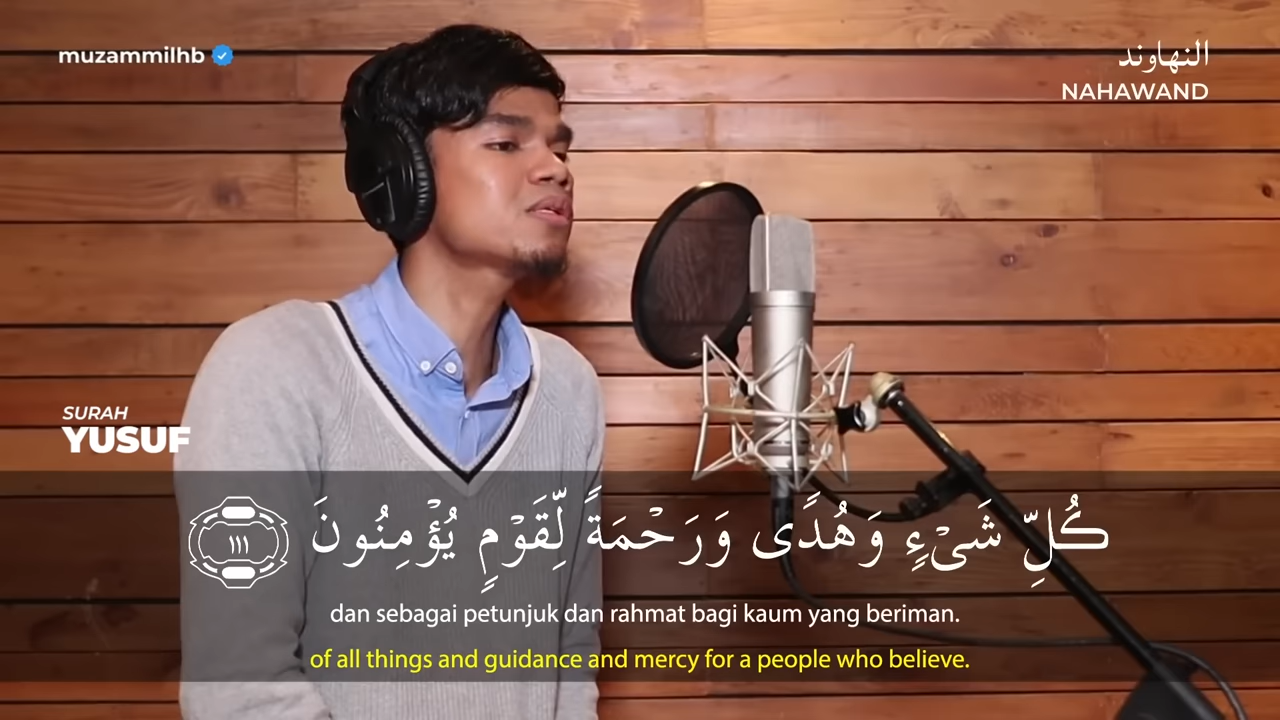 muzammilhb
النهاوند
NAHAWAND
SURAH
YUSUF
كُلِّ شَىْءٍ وَهُدًى وَرَحْمَةً لِّقَوْمٍ يُؤْمِنُونَ ١١١
dan sebagai petunjuk dan rahmat bagi kaum yang beriman.
of all things and guidance and mercy for a people who believe.